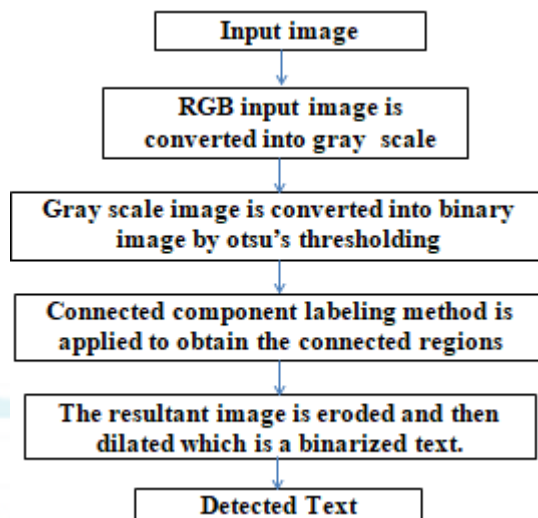 Input image
RGB input image is
converted into gray scale
Gray scale image is converted into binary
image by otsu's thresholding
Connected component labeling method is
applied to obtain the connected regions
The resultant image is eroded and then
dilated which is a binarized text.
Detected Text